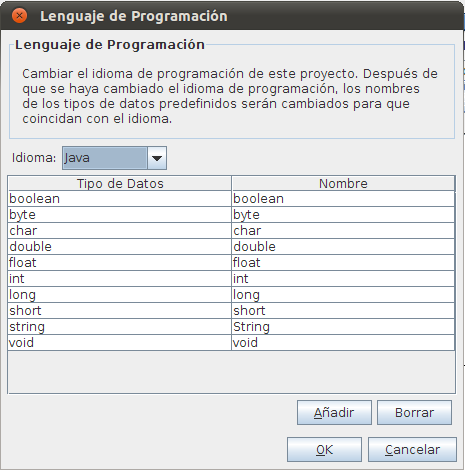 Lenguaje de Programación
Lenguaje de Programación
Cambiar el idioma de programación de este proyecto. Después de
que se haya cambiado el idioma de programación, los nombres
de los tipos de datos predefinidos serán cambiados para que
coincidan con el idioma.
Idioma: Java
Tipo de Datos Nombre
boolean boolean
byte byte
char char
double double
float float
int int
long long
short short
string String
void void
Añadir Borrar
OK Cancelar